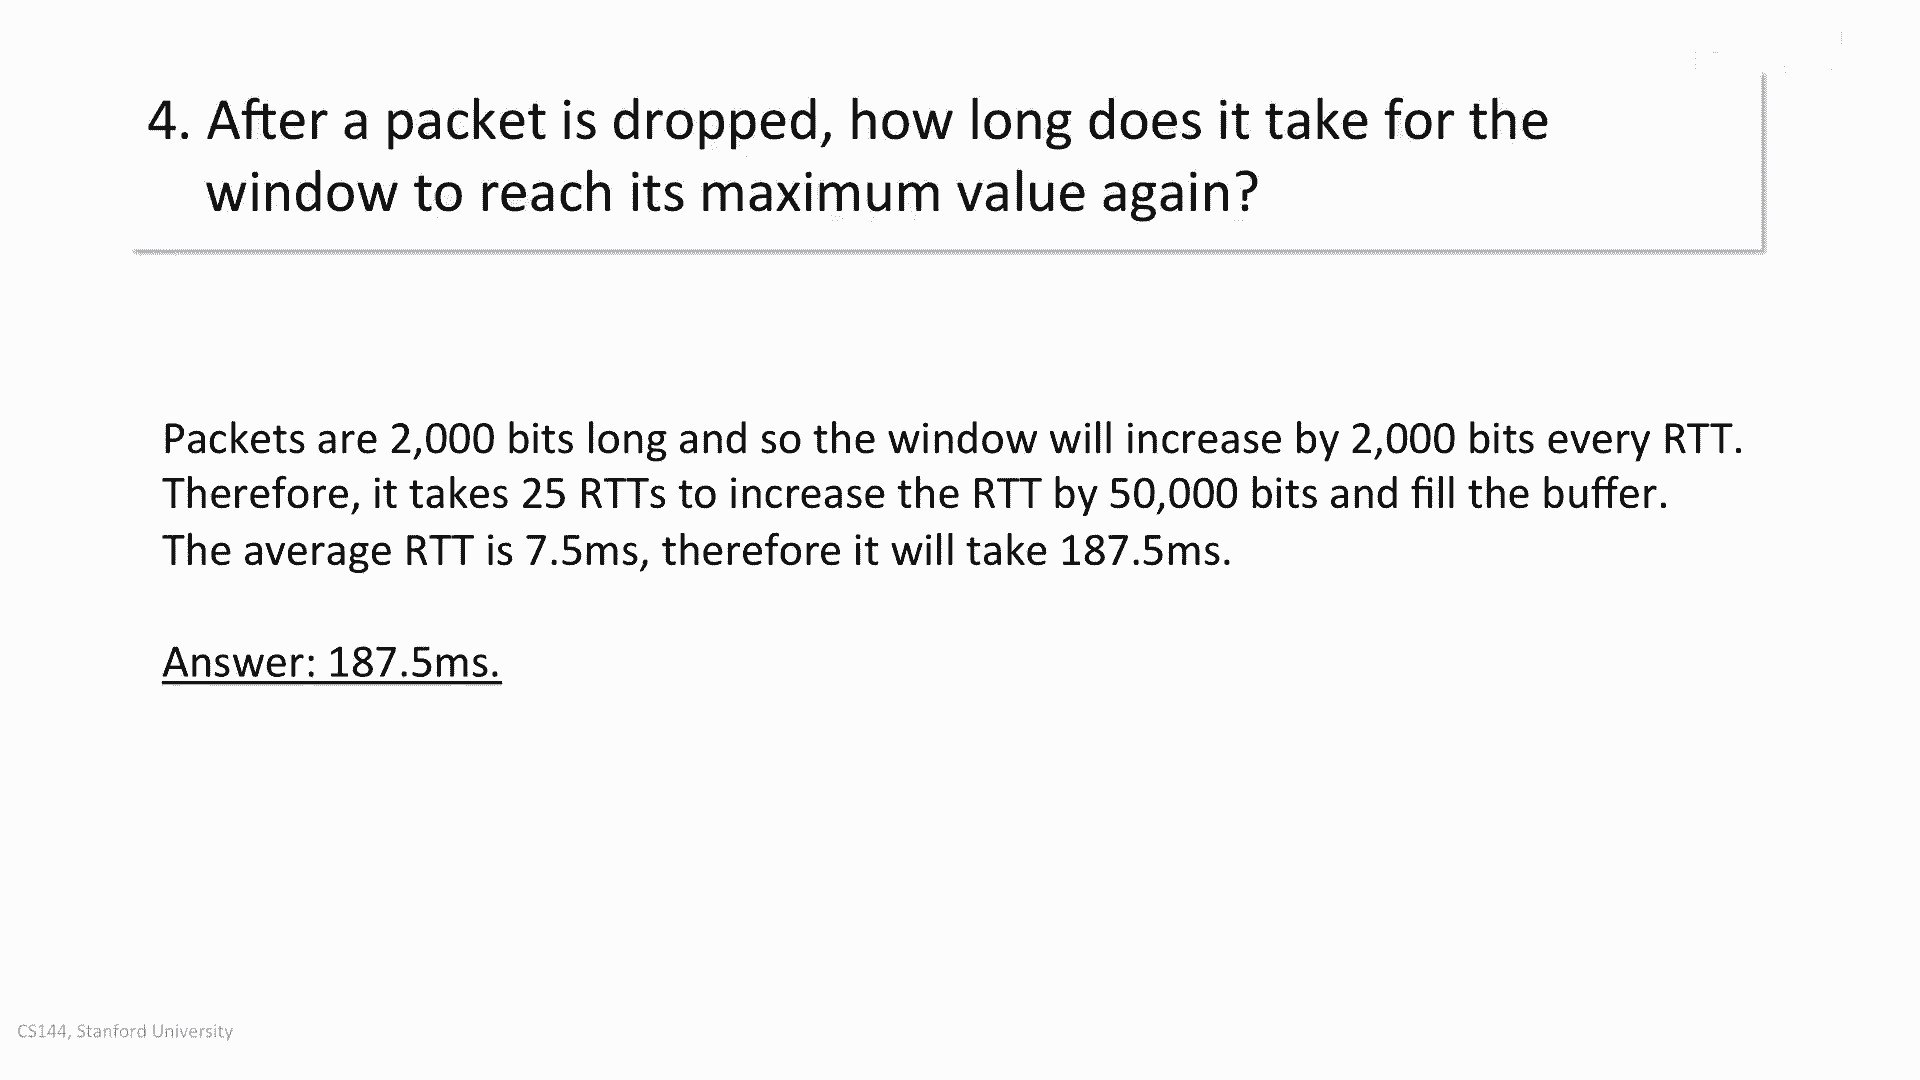 4. After a packet is dropped, how long does it take for the
window to reach its maximum value again?
Packets are 2,000 bits long and so the window will increase by 2,000 bits every RTT.
Therefore, it takes 25 RTTs to increase the RTT by 50,000 bits and fill the buffer.
The average RTT is 7.5ms, therefore it will take 187.5ms.
Answer: 187.5ms.
CS144, Stanford University